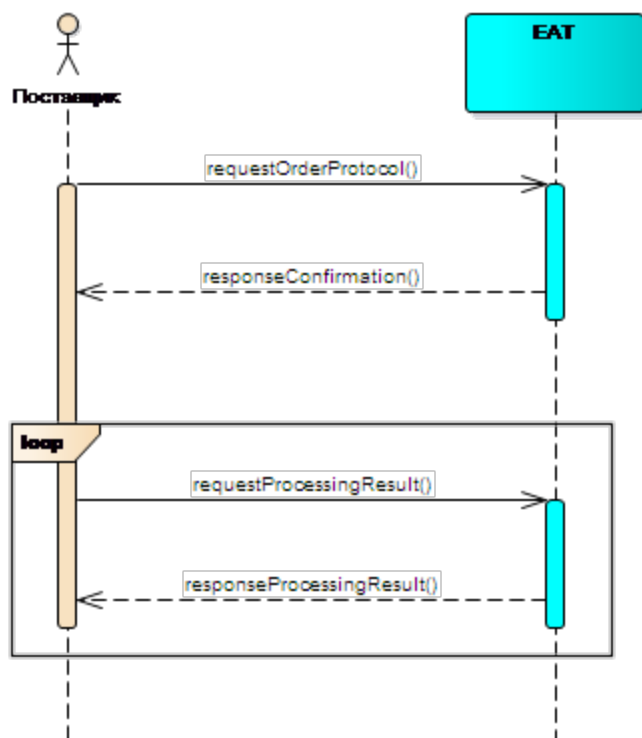 EAT
Поставщик
requestOrderProtocol()
responseConfirmation()
loop
requestProcessingResult()
responseProcessingResult()